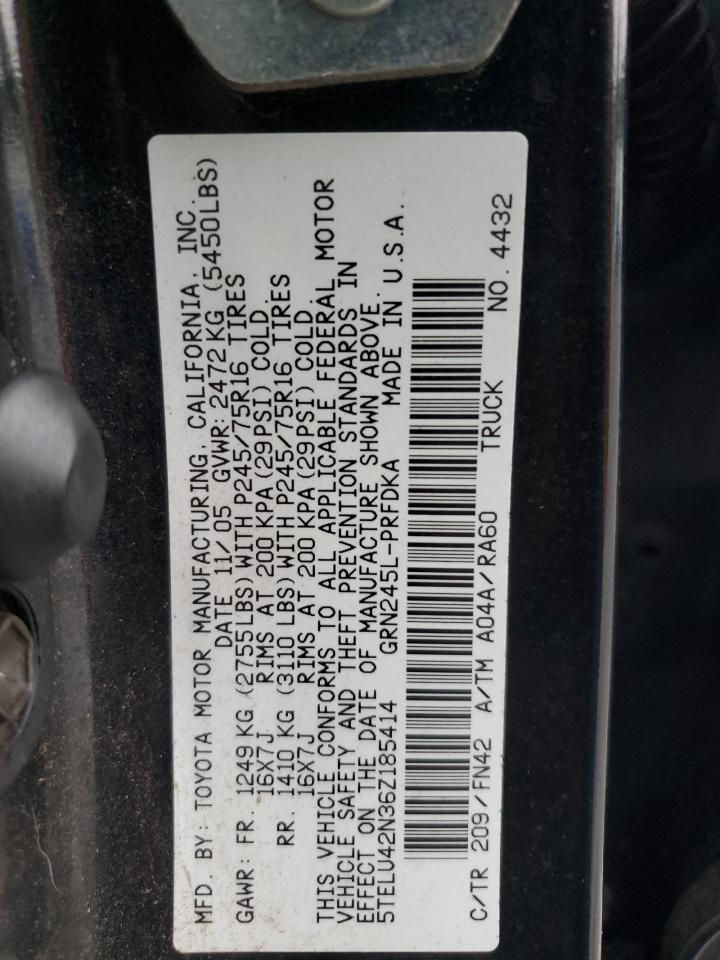 MFD. BY: TOYOTA MOTOR MANUFACTURING, CALIFORNIA, INC.
DATE 11/05 GVWR: 2472KG (5450LBS)
GAWR: FR. 1249KG (2755LBS) WITH P245/75R16 TIRES
16X7J RIMS AT 200 KPA (29PSI) COLD.
RR. 1410 KG (3110 LBS) WITH P245/75R16 TIRES
16X7J RIMS AT 200 KPA (29PSI) COLD.
THIS VEHICLE CONFORMS TO ALL APPLICABLE FEDERAL MOTOR
VEHICLE SAFETY AND THEFT PREVENTION STANDARDS IN
EFFECT ON THE DATE OF MANUFACTURE SHOWN ABOVE.
5TELU42N36Z185414 GRN245L-PRFDKA MADE IN U.S.A.
C/TR 209/FN42 A/TM A04A/RA60 TRUCK NO. 4432